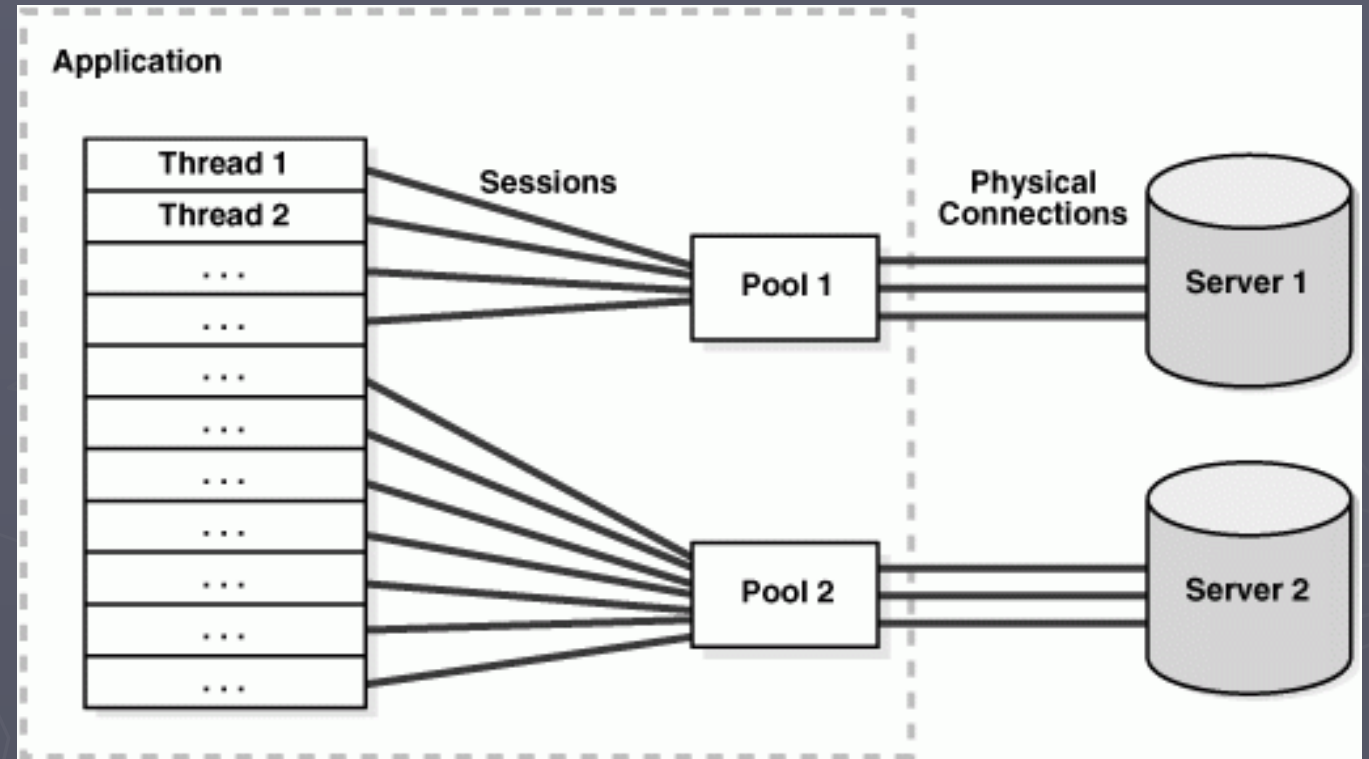 Application
Thread 1
Thread 2
...
...
...
...
...
...
...
...
...
Sessions
Pool 1
Pool 2
Physical
Connections
Server 1
Server 2